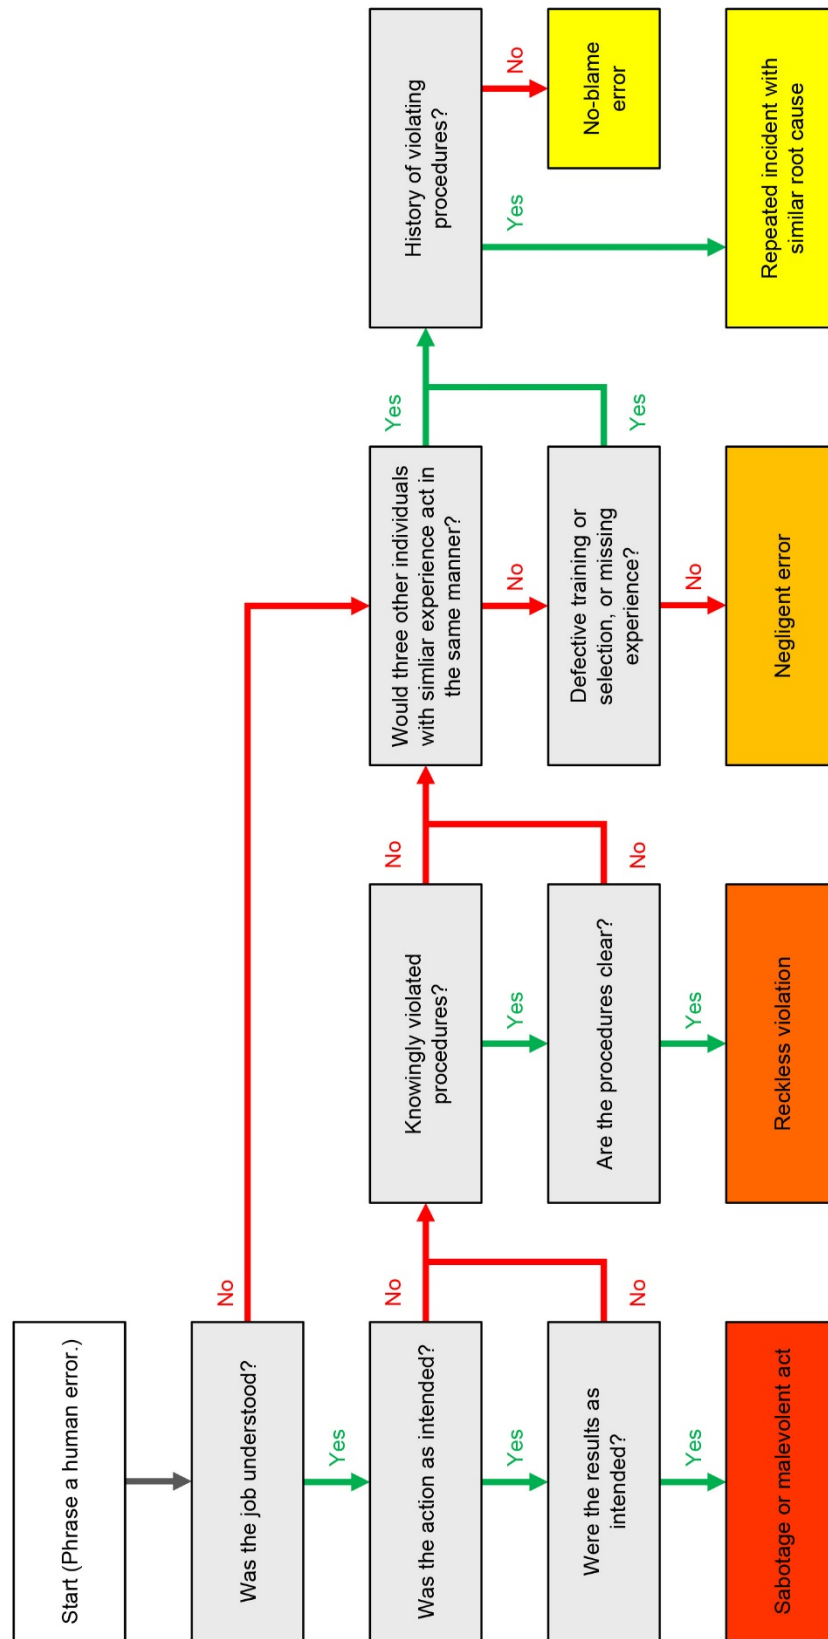 Start (Phrase a human error.)
Was the job understood?
No
Yes
Was the action as intended?
No
Knowingly violated
procedures?
No
Would three other individuals
with simliar experience act in
the same manner?
Yes
History of violating
procedures?
Yes
Yes
No
Yes
No
Were the results as
intended?
No
Are the procedures clear?
No
Defective training or
selection, or missing
experience?
Yes
No-blame
error
Yes
Yes
No
Sabotage or malevolent act
Reckless violation
Negligent error
Repeated incident with
similar root cause